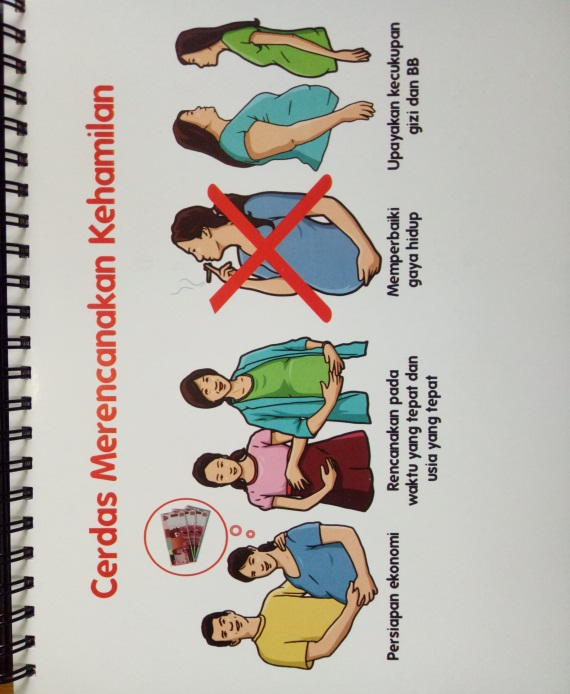 Cerdas Merencanakan Kehamilan
Persiapan ekonomi
Rencanakan pada
waktu yang tepat dan
usia yang tepat
Memperbaiki
gaya hidup
Upayakan kecukupan
gizi dan BB